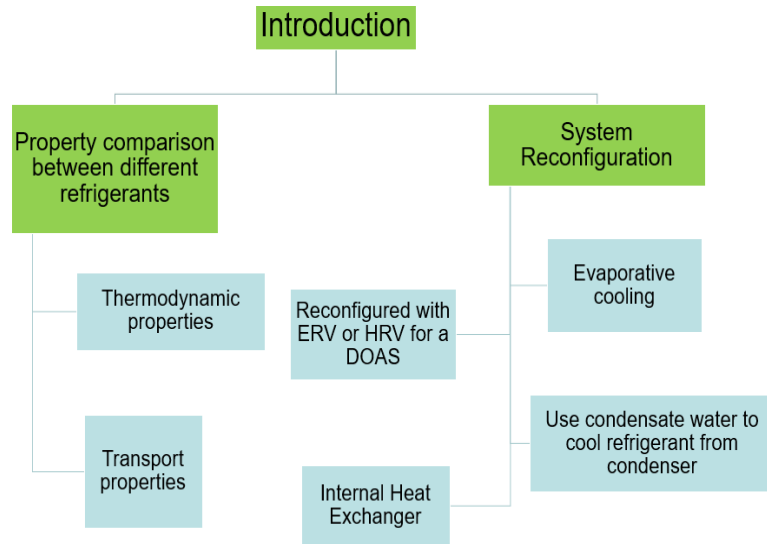 Introduction
Property comparison
between different
refrigerants
Thermodynamic
properties
Transport
properties
System
Reconfiguration
Evaporative
cooling
Reconfigured with
ERV or HRV for a
DOAS
Use condensate water to
cool refrigerant from
condenser
Internal Heat
Exchanger